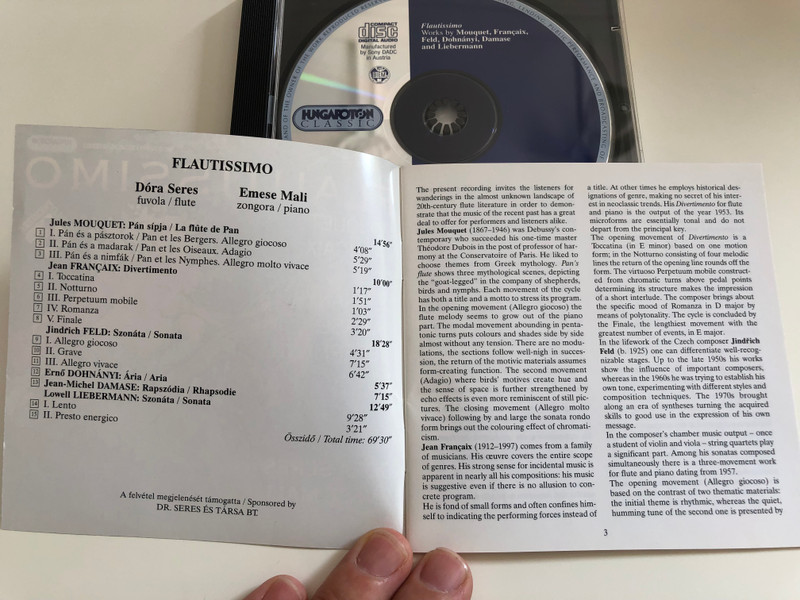 COMPACT
disc
DIGITAL AUDIO
Manufactured
by Sony DADC
in Austria
HUNGAROTON
CLASSIC
Flautissimo
Works by Mouquet, Françaix,
Feld, Dohnányi, Damase
and Liebermann
FLAUTISSIMO
Dóra Seres
fuvola / flute
Emese Mali
zongora / piano
Jules MOUQUET: Pán sípja / La flûte de Pan 14’56”
1 I. Pán és a pásztorok / Pan et les Bergers. Allegro giocoso 4’08”
2 II. Pán és a madarak / Pan et les Oiseaux. Adagio 5’29”
3 III. Pán és a nimfák / Pan et les Nymphes. Allegro molto vivace 5’19”
Jean FRANÇAIX: Divertimento 10’00”
4 I. Toccatina 1’17”
5 II. Notturno 1’51”
6 III. Perpetuum mobile 1’03”
7 IV. Romanza 2’29”
8 V. Finale 3’20”
Jindrich FELD: Szonáta / Sonata 18’28”
9 I. Allegro giocoso 4’31”
10 II. Grave 7’15”
11 III. Allegro vivace 6’42”
12 Ernő DOHNÁNYI: Ária / Aria 5’37”
13 Jean-Michel DAMASE: Rapszódia / Rhapsodie 7’15”
Lowell LIEBERMANN: Szonáta / Sonata 12’49”
14 I. Lento 9’28”
15 II. Presto energico 3’21”
Összidő / Total time: 69’30”
A felvétel megjelenését támogatta / Sponsored by
DR. SERES ÉS TÁRSA BT.
The present recording invites the listeners for
wanderings in the almost unknown landscape of
20th-century flute literature in order to demon-
strate that the music of the recent past has a great
deal to offer for performers and listeners alike.
Jules Mouquet (1867–1946) was Debussy's con-
temporary who succeeded his one-time master
Théodore Dubois in the post of professor of har-
mony at the Conservatoire of Paris. He liked to
choose themes from Greek mythology. Pan's
flute shows three mythological scenes, depicting
the “goat-legged” in the company of shepherds,
birds and nymphs. Each movement of the cycle
has both a title and a motto to stress its program.
In the opening movement (Allegro giocoso) the
flute melody seems to grow out of the piano
part. The modal movement abounding in penta-
tonic turns puts colours and shades side by side
almost without any tension. There are no modu-
lations, the sections follow well-nigh in succes-
sion, the return of the motivic materials assumes
form-creating function. The second movement
(Adagio) where birds' motives create hue and
the sense of space is further strengthened by
echo effects is even more reminiscent of still pic-
tures. The closing movement (Allegro molto
vivace) following by and large the sonata rondo
form brings out the colouring effect of chromati-
cism.
Jean Françaix (1912–1997) comes from a family
of musicians. His œuvre covers the entire scope
of genres. His strong sense for incidental music is
apparent in nearly all his compositions: his music
is suggestive even if there is no allusion to con-
crete program.
He is fond of small forms and often confines him-
self to indicating the performing forces instead of
a title. At other times he employs historical des-
ignations of genre, making no secret of his inter-
est in neoclassic trends. His Divertimento for flute
and piano is the output of the year 1953. Its
microforms are essentially tonal and do not
depart from the principal key.
The opening movement of Divertimento is a
Toccatina (in E minor) based on one motion
form; in the Notturno consisting of four melodic
lines the return of the opening line rounds off the
form. The virtuoso Perpetuum mobile construct-
ed from chromatic turns above pedal points
determining its structure makes the impression
of a short interlude. The composer brings about
the specific mood of Romanza in D major by
means of polytonality. The cycle is concluded by
the Finale, the lengthiest movement with the
greatest number of events, in E major.
In the lifework of the Czech composer Jindřich
Feld (b. 1925) one can differentiate well-recog-
nizable stages. Up to the late 1950s his works
show the influence of important composers,
whereas in the 1960s he was trying to establish his
own tone, experimenting with different styles and
composition techniques. The 1970s brought
along an era of syntheses turning the acquired
skills to good use in the expression of his own
message.
In the composer's chamber music output – once
a student of violin and viola – string quartets play
a significant part. Among his sonatas composed
simultaneously there is a three-movement work
for flute and piano dating from 1957.
The opening movement (Allegro giocoso) is
based on the contrast of two thematic materials:
the initial theme is rhythmic, whereas the quiet,
humming tune of the second one is presented by
3